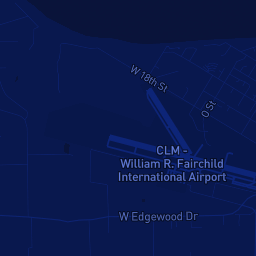 W 18th St
O St
CLM -
William R. Fairchild
International Airport
W Edgewood Dr